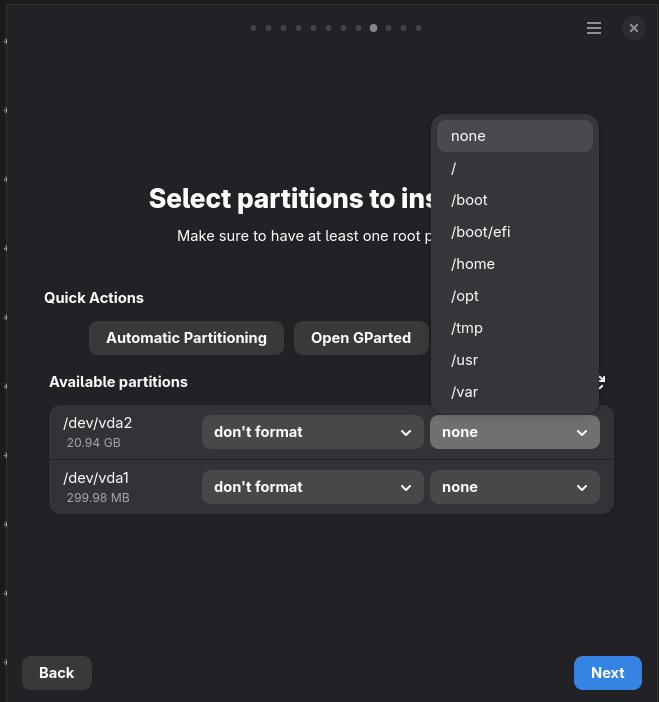 none
/
/boot
/boot/efi
/home
/opt
/tmp
/usr
/var
Select partitions to ins
Make sure to have at least one root p
Quick Actions
Automatic Partitioning Open GParted
Available partitions
/dev/vda2 don't format none
20.94 GB
/dev/vda1 don't format none
299.98 MB
Back Next